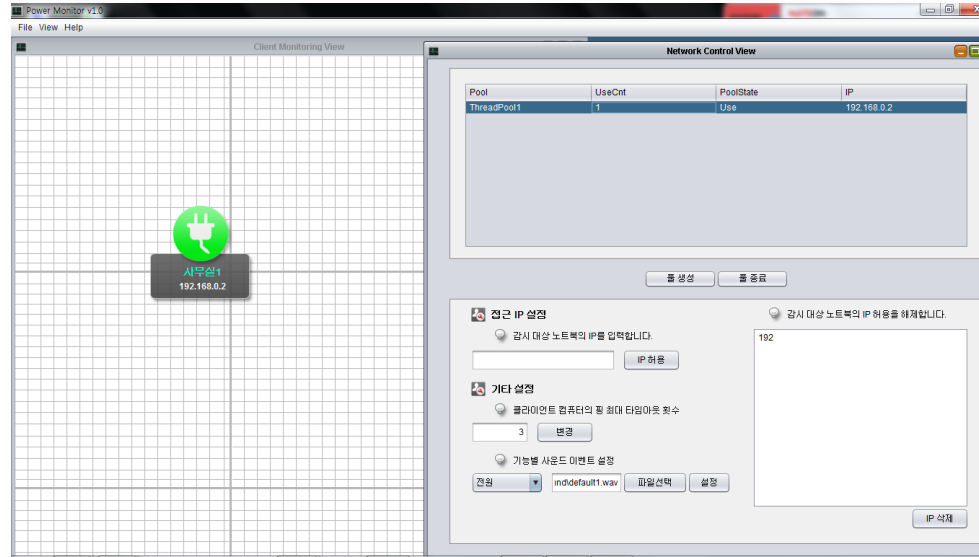 Power Monitor v1.0
File View Help
Client Monitoring View
Network Control View
Pool UseCnt PoolState IP
ThreadPool1 1 Use 192.168.0.2
사무실1
192.168.0.2
풀 생성 풀 종료
접근 IP 설정
감시 대상 노트북의 IP를 입력합니다.
IP 허용
기타 설정
클라이언트 컴퓨터의 핑 최대 타임아웃 횟수
3 변경
기능별 사운드 이벤트 설정
전원 ind\default1.wav 파일선택 설정
감시 대상 노트북의 IP 허용을 해제합니다.
192
IP 삭제